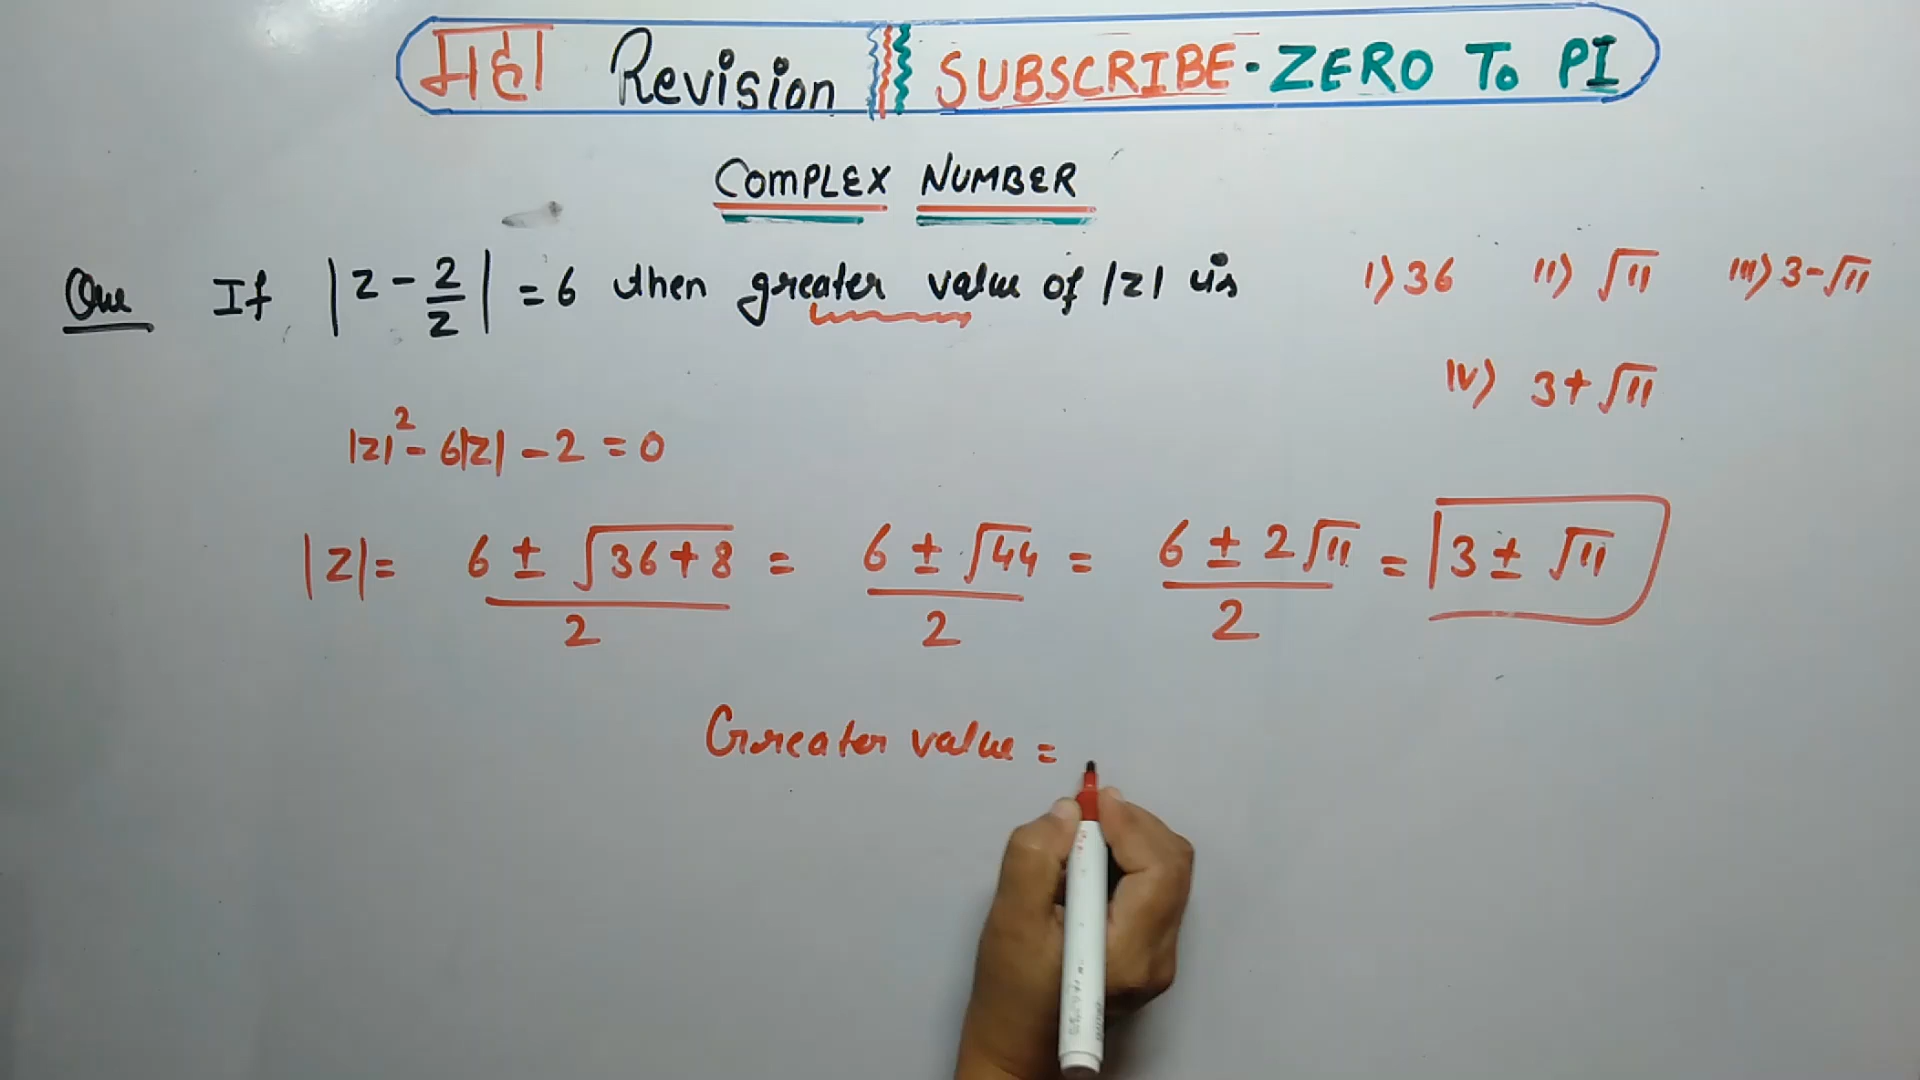 महा Revision SUBSCRIBE·ZERO To PI
COMPLEX NUMBER
Que If |z - 2/z| = 6 then greater value of |z| is I) 36 II) √11 III) 3-√11
IV) 3+√11
|z|² - 6|z| - 2 = 0
|z| = (6 ± √(36+8))/2 = (6 ± √44)/2 = (6 ± 2√11)/2 = 3 ± √11
Greater value =